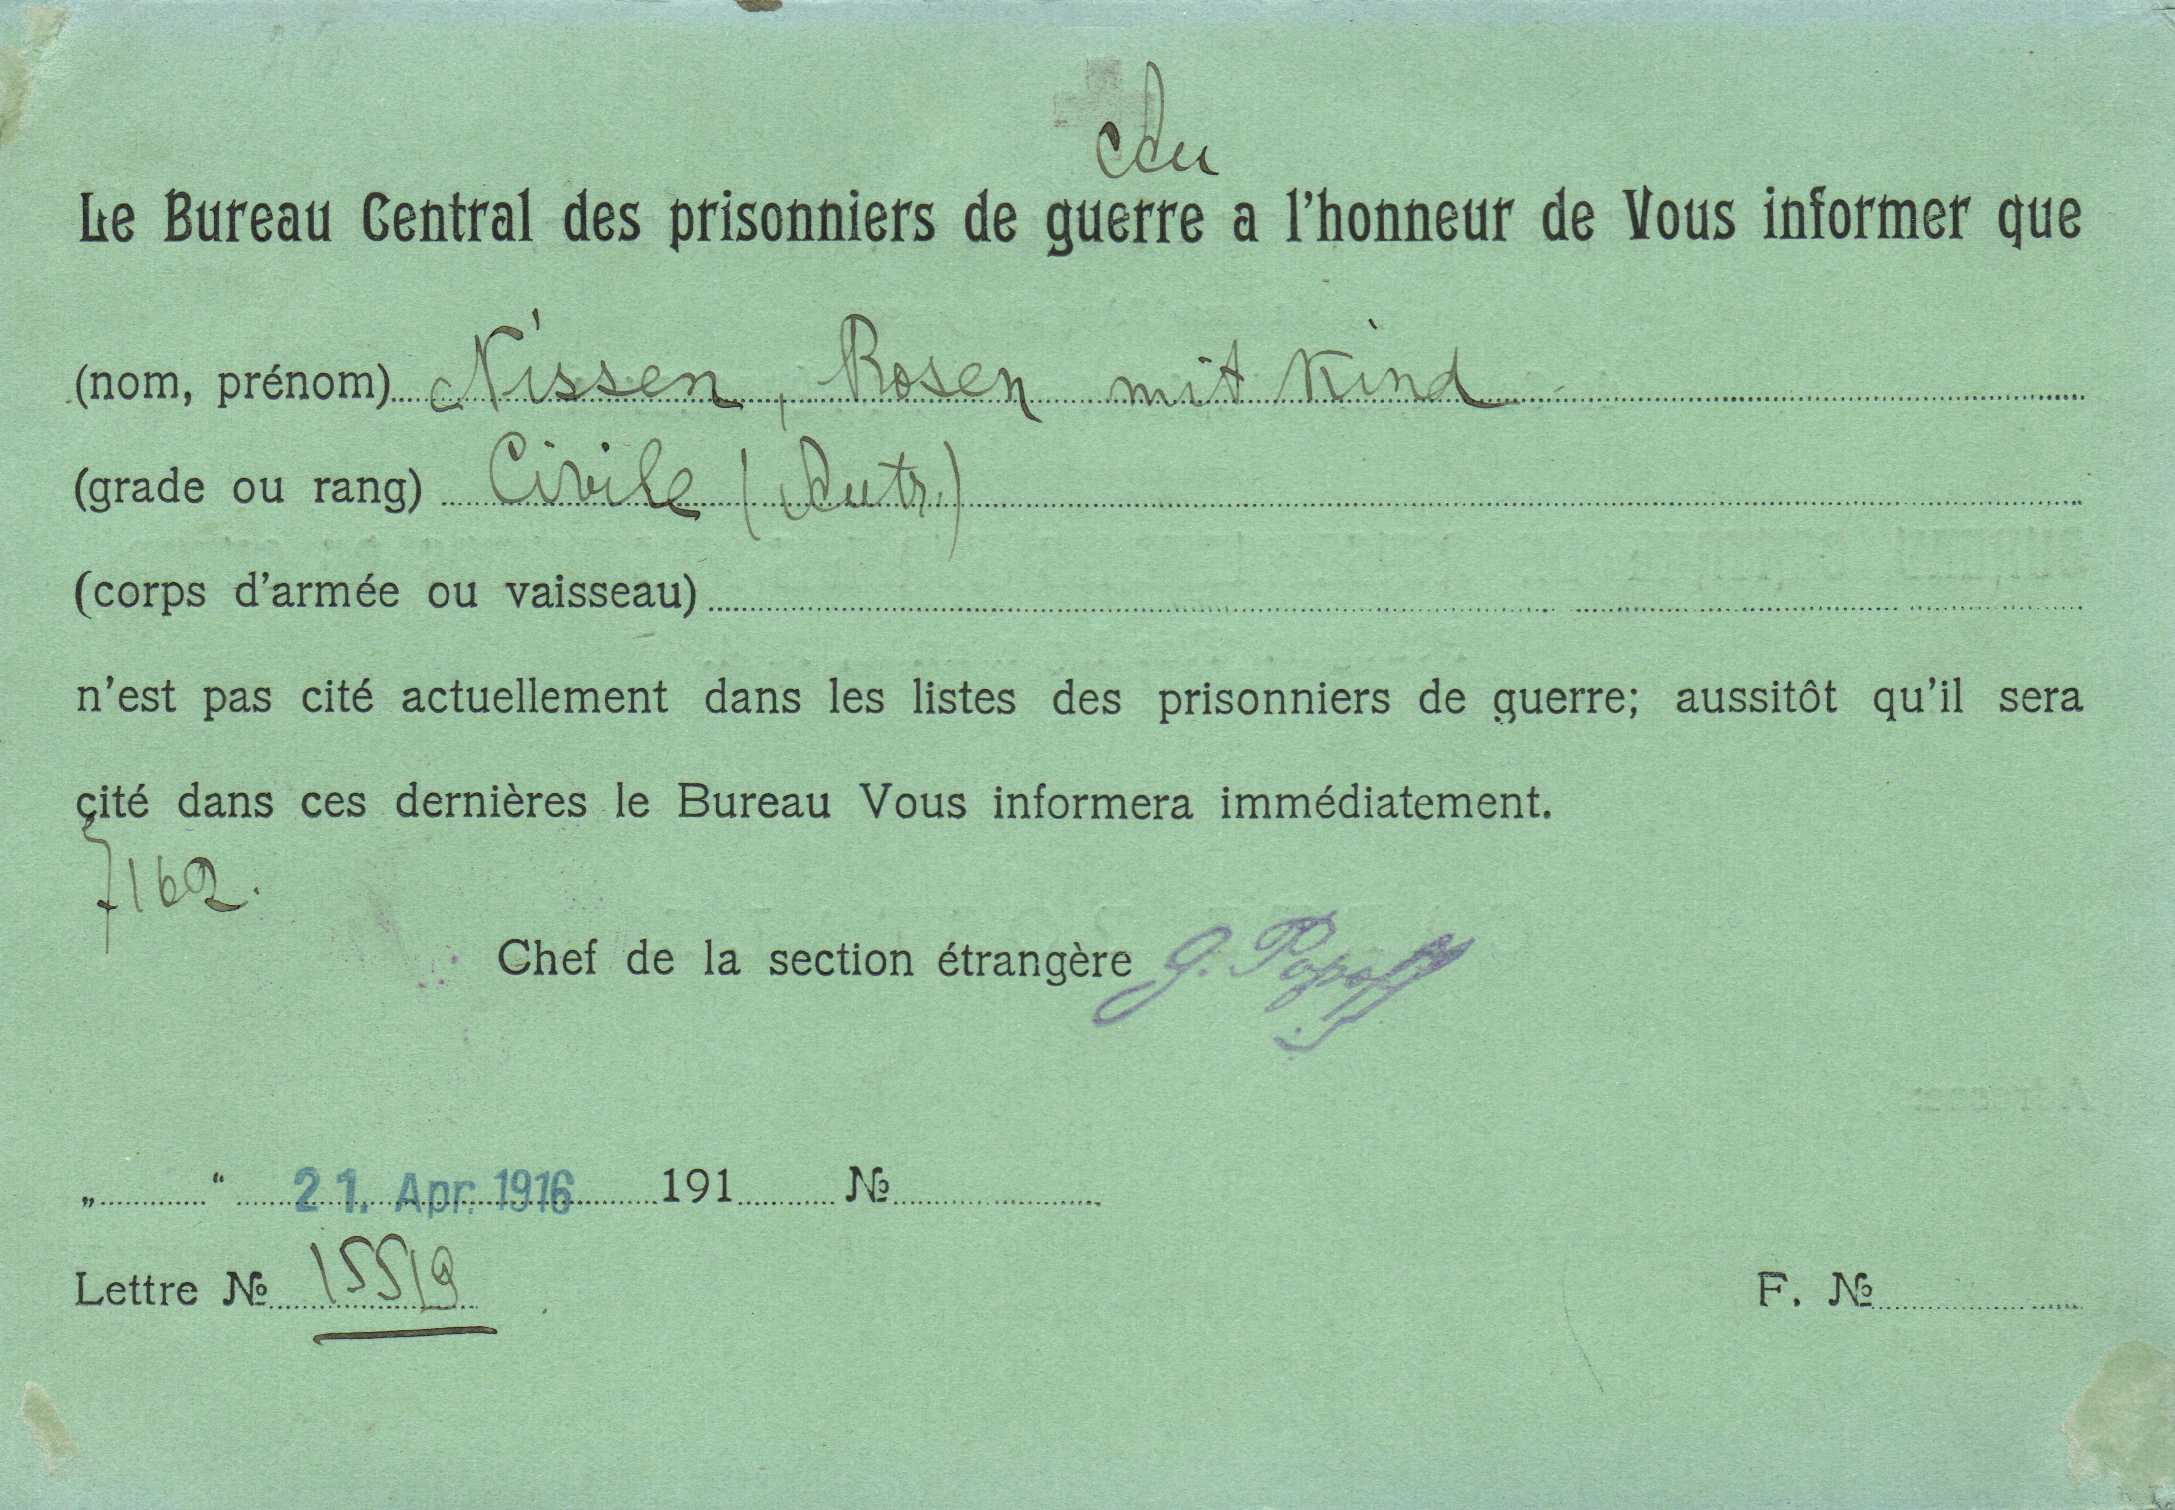 Au
Le Bureau Central des prisonniers de guerre a l'honneur de Vous informer que
(nom, prénom) Nissen, Rosen mit Kind
(grade ou rang) Civile (Autr.)
(corps d'armée ou vaisseau)
n'est pas cité actuellement dans les listes des prisonniers de guerre; aussitôt qu'il sera
cité dans ces dernières le Bureau Vous informera immédiatement.
7162.
Chef de la section étrangère G. Popoff
„ “ 21. Apr. 1916 191 №
Lettre № 15519
F. №